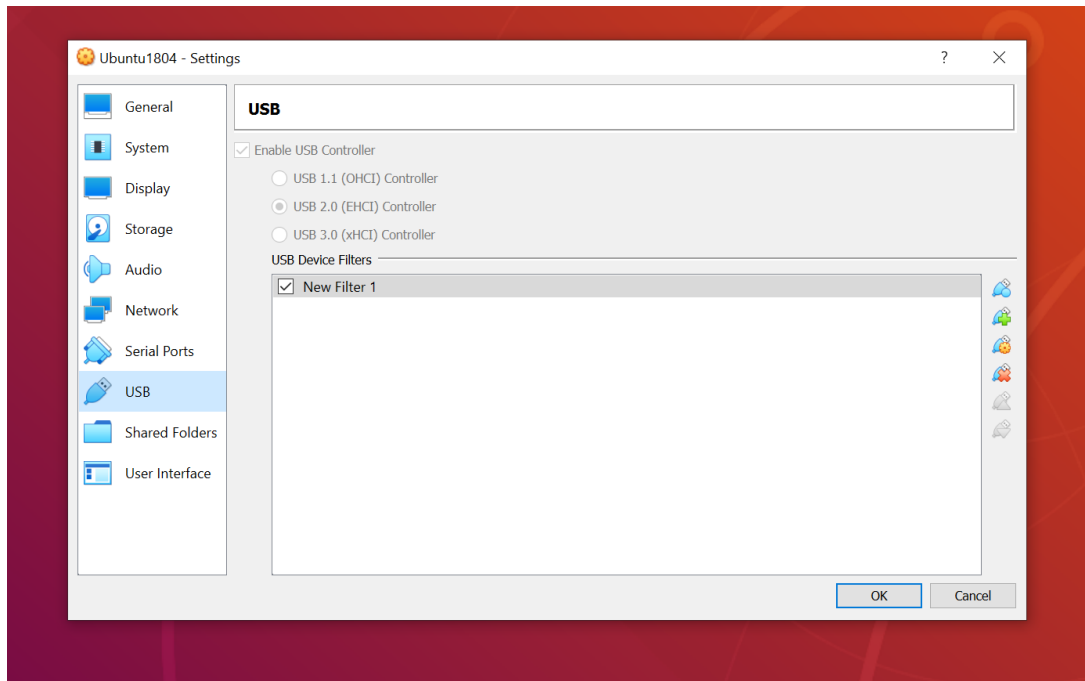 Ubuntu1804 - Settings
?
General
System
Display
Storage
Audio
Network
Serial Ports
USB
Shared Folders
User Interface
USB
Enable USB Controller
USB 1.1 (OHCI) Controller
USB 2.0 (EHCI) Controller
USB 3.0 (xHCI) Controller
USB Device Filters
New Filter 1
OK
Cancel